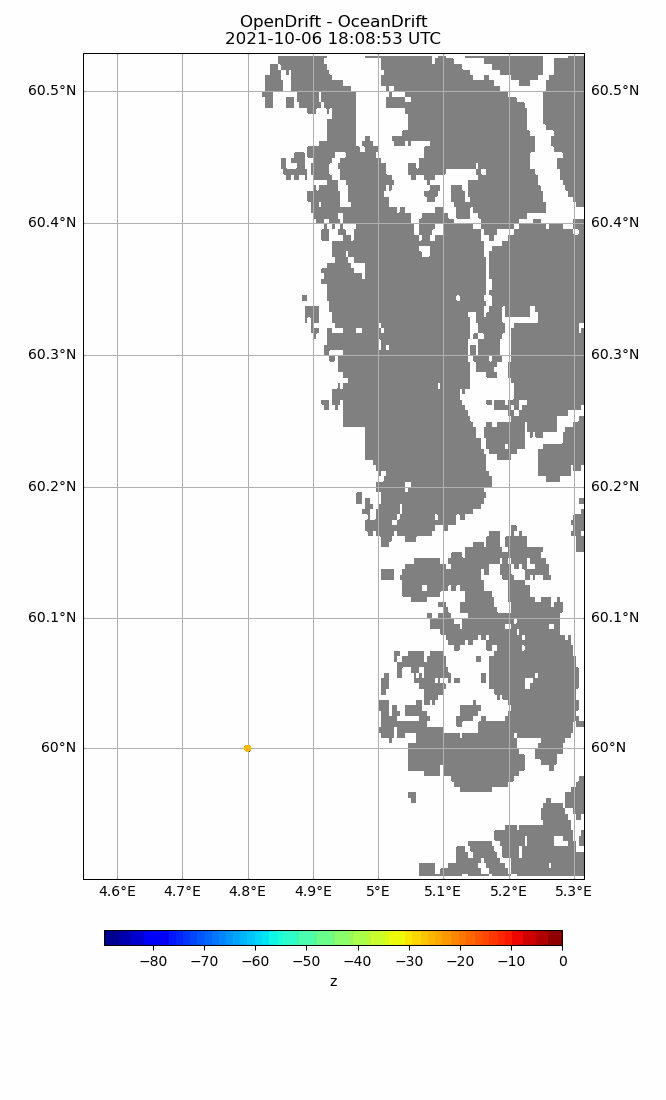 OpenDrift - OceanDrift
2021-10-06 18:08:53 UTC
60.5°N 60.5°N
60.4°N 60.4°N
60.3°N 60.3°N
60.2°N 60.2°N
60.1°N 60.1°N
60°N 60°N
4.6°E 4.7°E 4.8°E 4.9°E 5°E 5.1°E 5.2°E 5.3°E
−80 −70 −60 −50 −40 −30 −20 −10 0
z